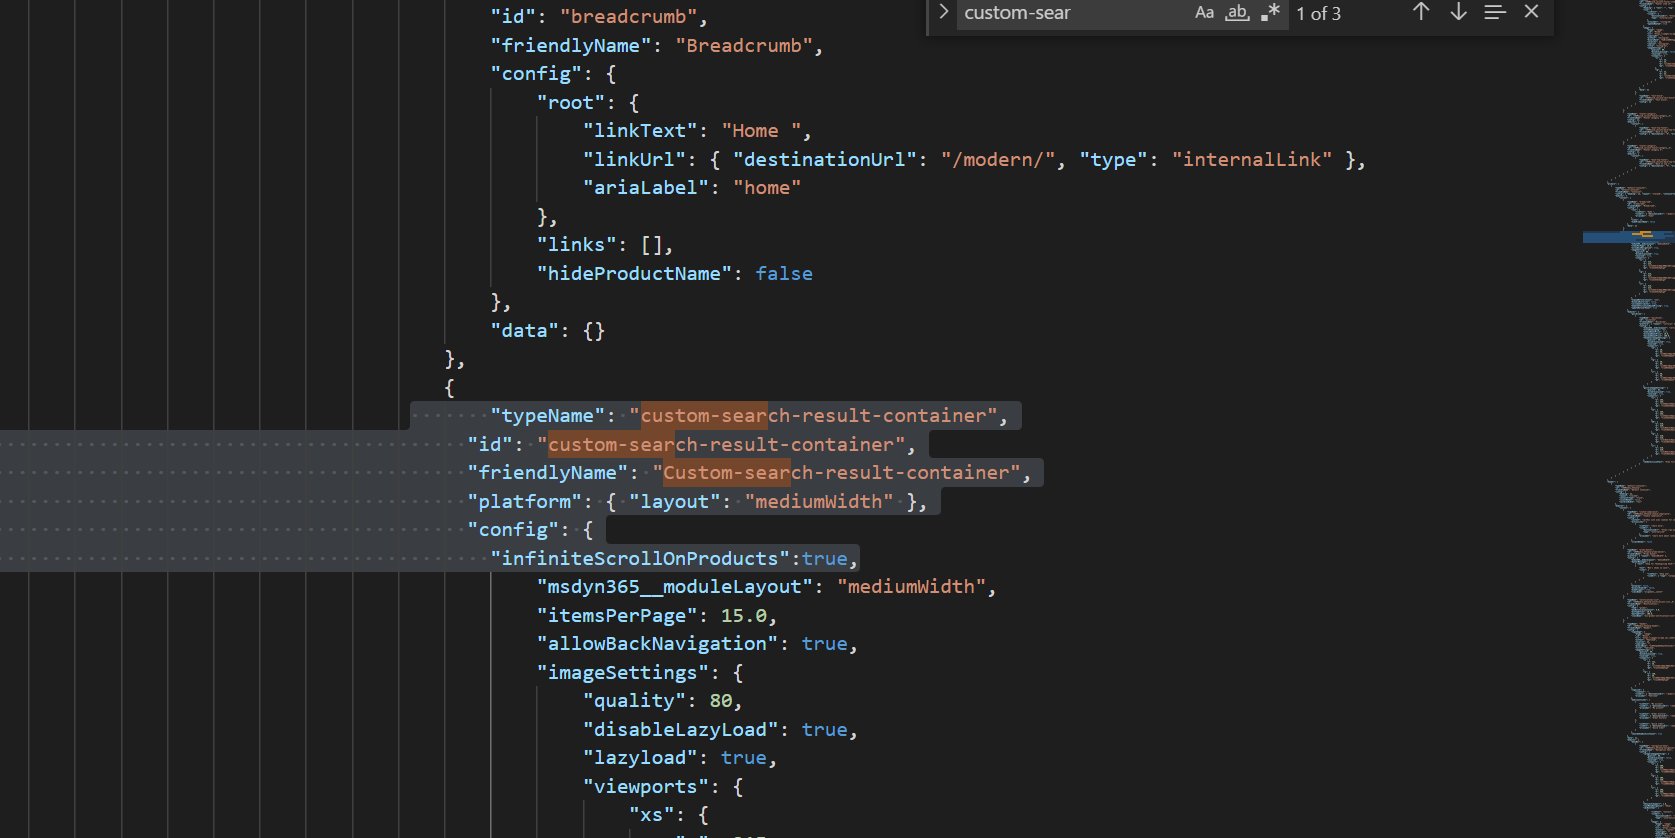 "id": "breadcrumb",
custom-sear Aa ab .* 1 of 3
"friendlyName": "Breadcrumb",
"config": {
"root": {
"linkText": "Home ",
"linkUrl": { "destinationUrl": "/modern/", "type": "internalLink" },
"ariaLabel": "home"
},
"links": [],
"hideProductName": false
},
"data": {}
},
{
"typeName": "custom-search-result-container",
"id": "custom-search-result-container",
"friendlyName": "Custom-search-result-container",
"platform": { "layout": "mediumWidth" },
"config": {
"infiniteScrollOnProducts":true,
"msdyn365__moduleLayout": "mediumWidth",
"itemsPerPage": 15.0,
"allowBackNavigation": true,
"imageSettings": {
"quality": 80,
"disableLazyLoad": true,
"lazyload": true,
"viewports": {
"xs": {